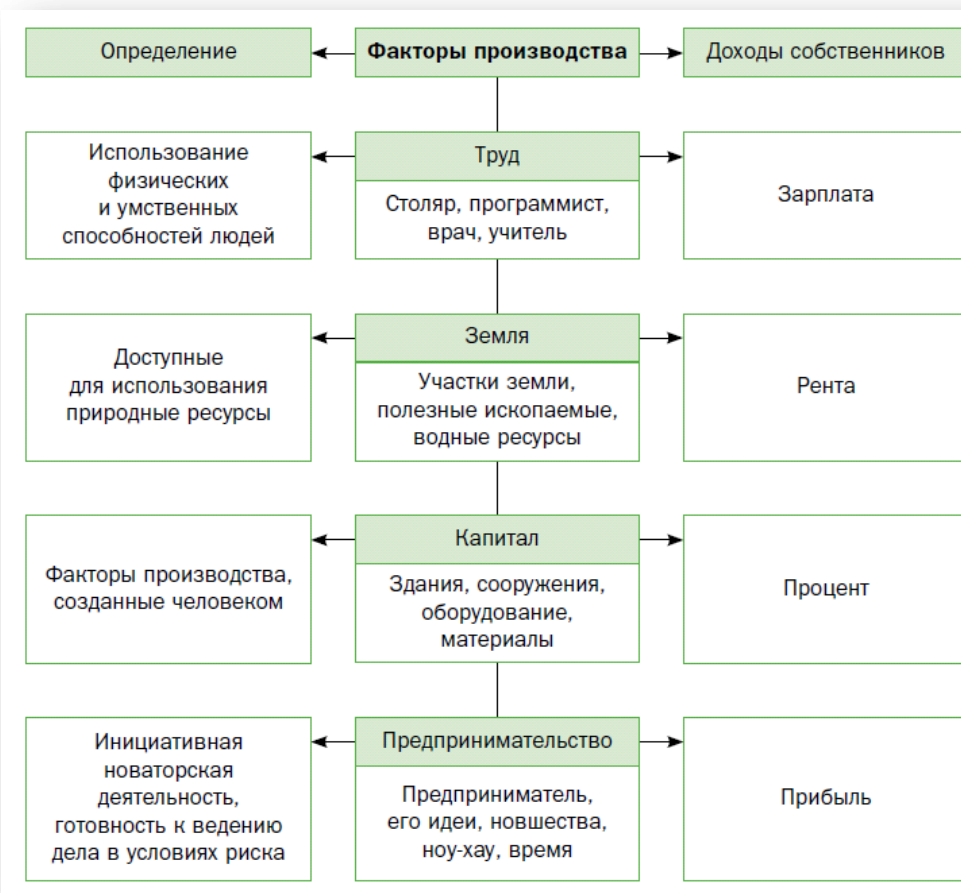 Определение
Факторы производства
Доходы собственников
Использование
физических
и умственных
способностей людей
Труд
Столяр, программист,
врач, учитель
Зарплата
Доступные
для использования
природные ресурсы
Земля
Участки земли,
полезные ископаемые,
водные ресурсы
Рента
Факторы производства,
созданные человеком
Капитал
Здания, сооружения,
оборудование,
материалы
Процент
Инициативная
новаторская
деятельность,
готовность к ведению
дела в условиях риска
Предпринимательство
Предприниматель,
его идеи, новшества,
ноу-хау, время
Прибыль